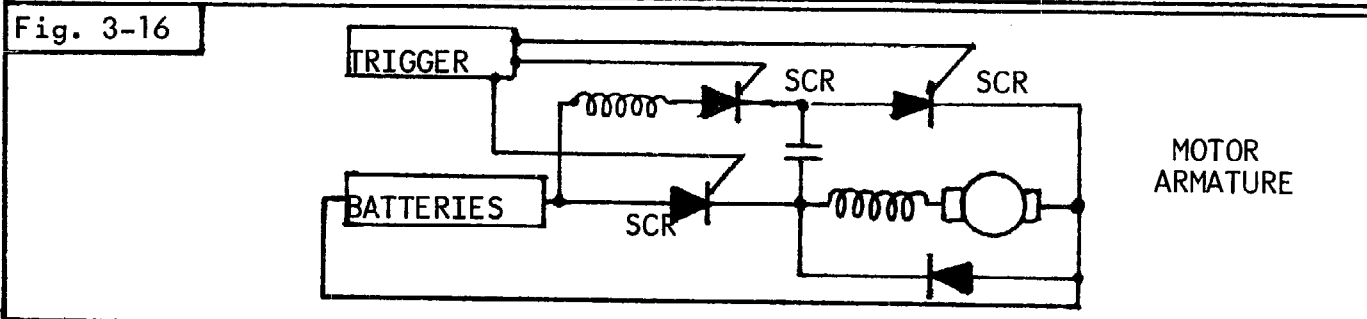 Fig. 3-16
TRIGGER
SCR
SCR
MOTOR
ARMATURE
BATTERIES
SCR